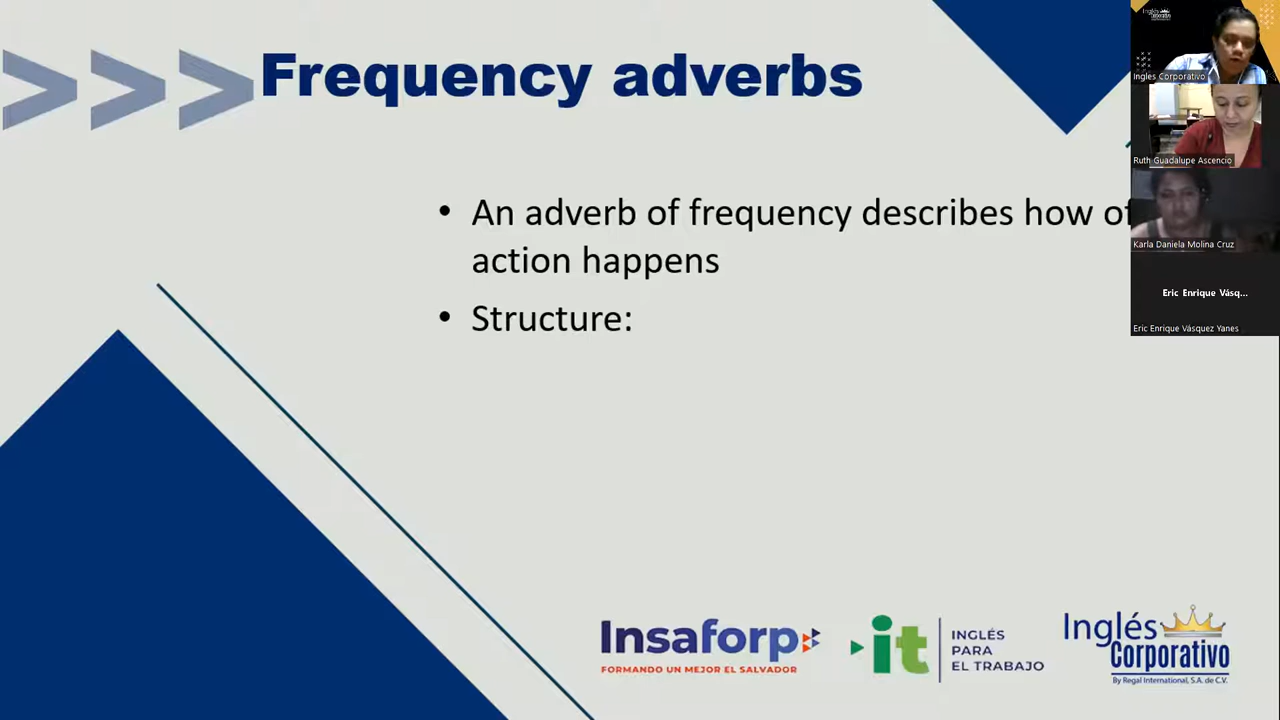 Frequency adverbs
• An adverb of frequency describes how
action happens
• Structure:
Inglés Corporativo
Inglés Corporativo
Ruth Guadalupe Ascencio
Karla Daniela Molina Cruz
Eric Enrique Vásq...
Eric Enrique Vásquez Yanes
Insaforp
FORMANDO UN MEJOR EL SALVADOR
it
INGLÉS
PARA
EL TRABAJO
Inglés
Corporativo
By Regal International, S.A. de C.V.